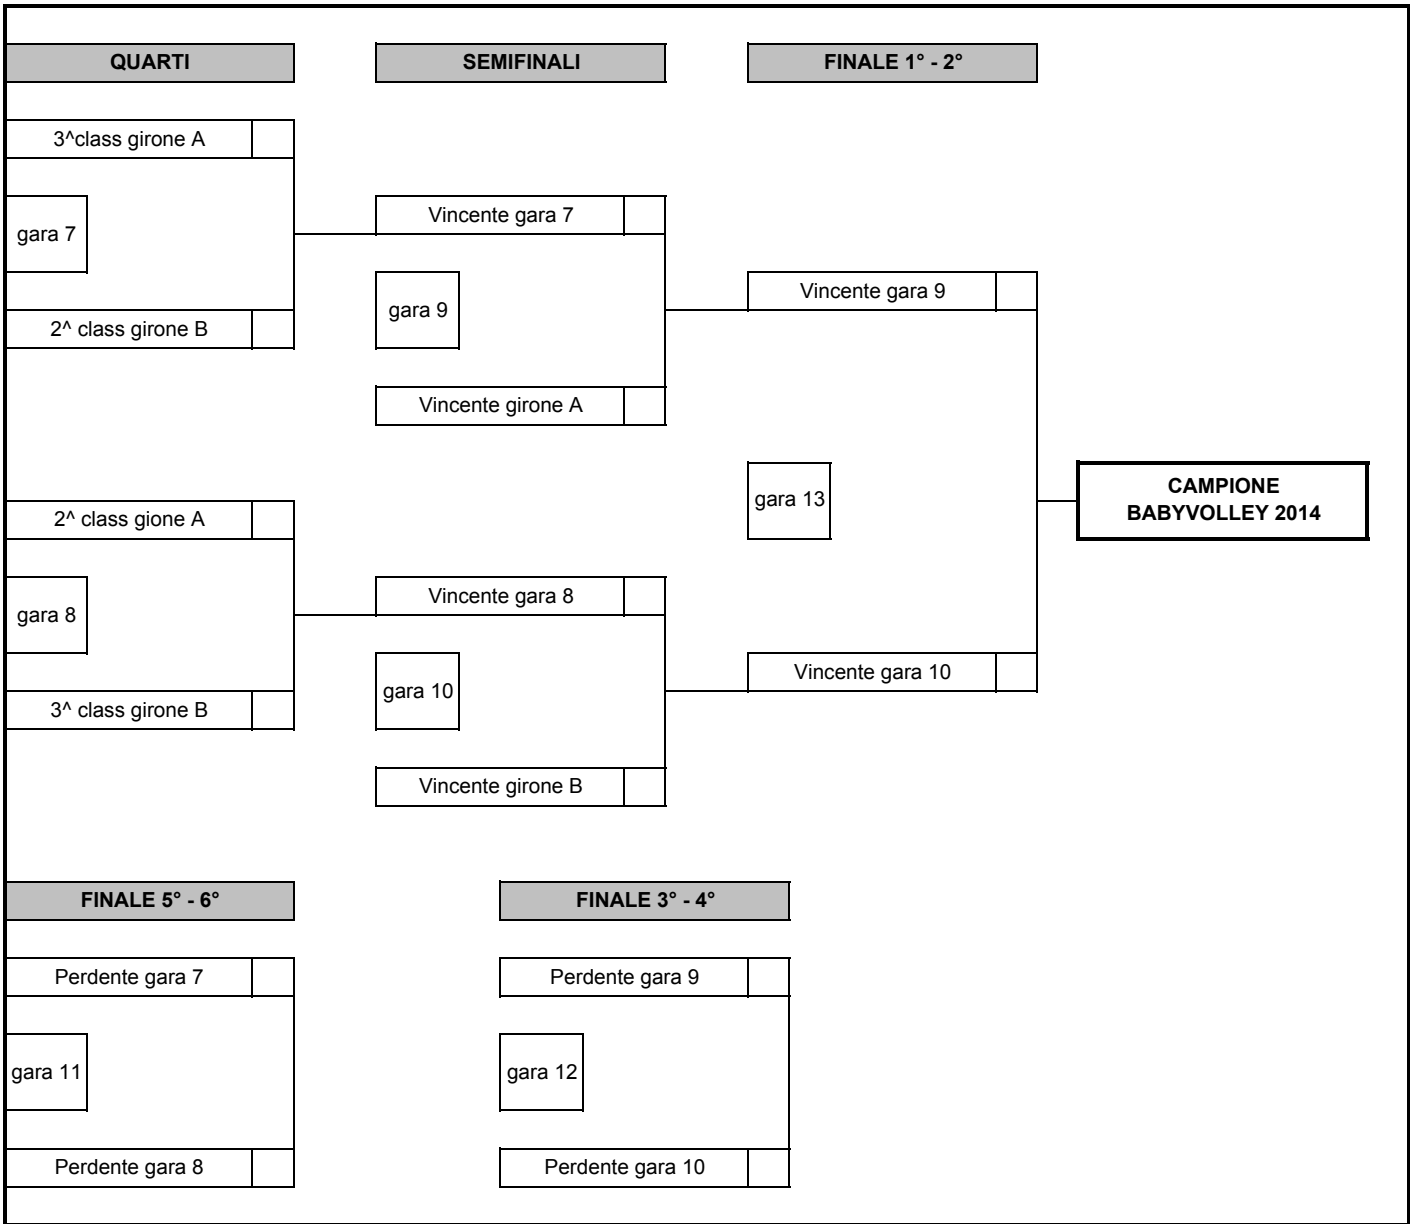 QUARTI
SEMIFINALI
FINALE 1° - 2°
3^class girone A
Vincente gara 7
gara 7
Vincente gara 9
gara 9
2^ class girone B
Vincente girone A
CAMPIONE
BABYVOLLEY 2014
gara 13
2^ class gione A
Vincente gara 8
gara 8
Vincente gara 10
gara 10
3^ class girone B
Vincente girone B
FINALE 5° - 6°
FINALE 3° - 4°
Perdente gara 7
Perdente gara 9
gara 11
gara 12
Perdente gara 8
Perdente gara 10